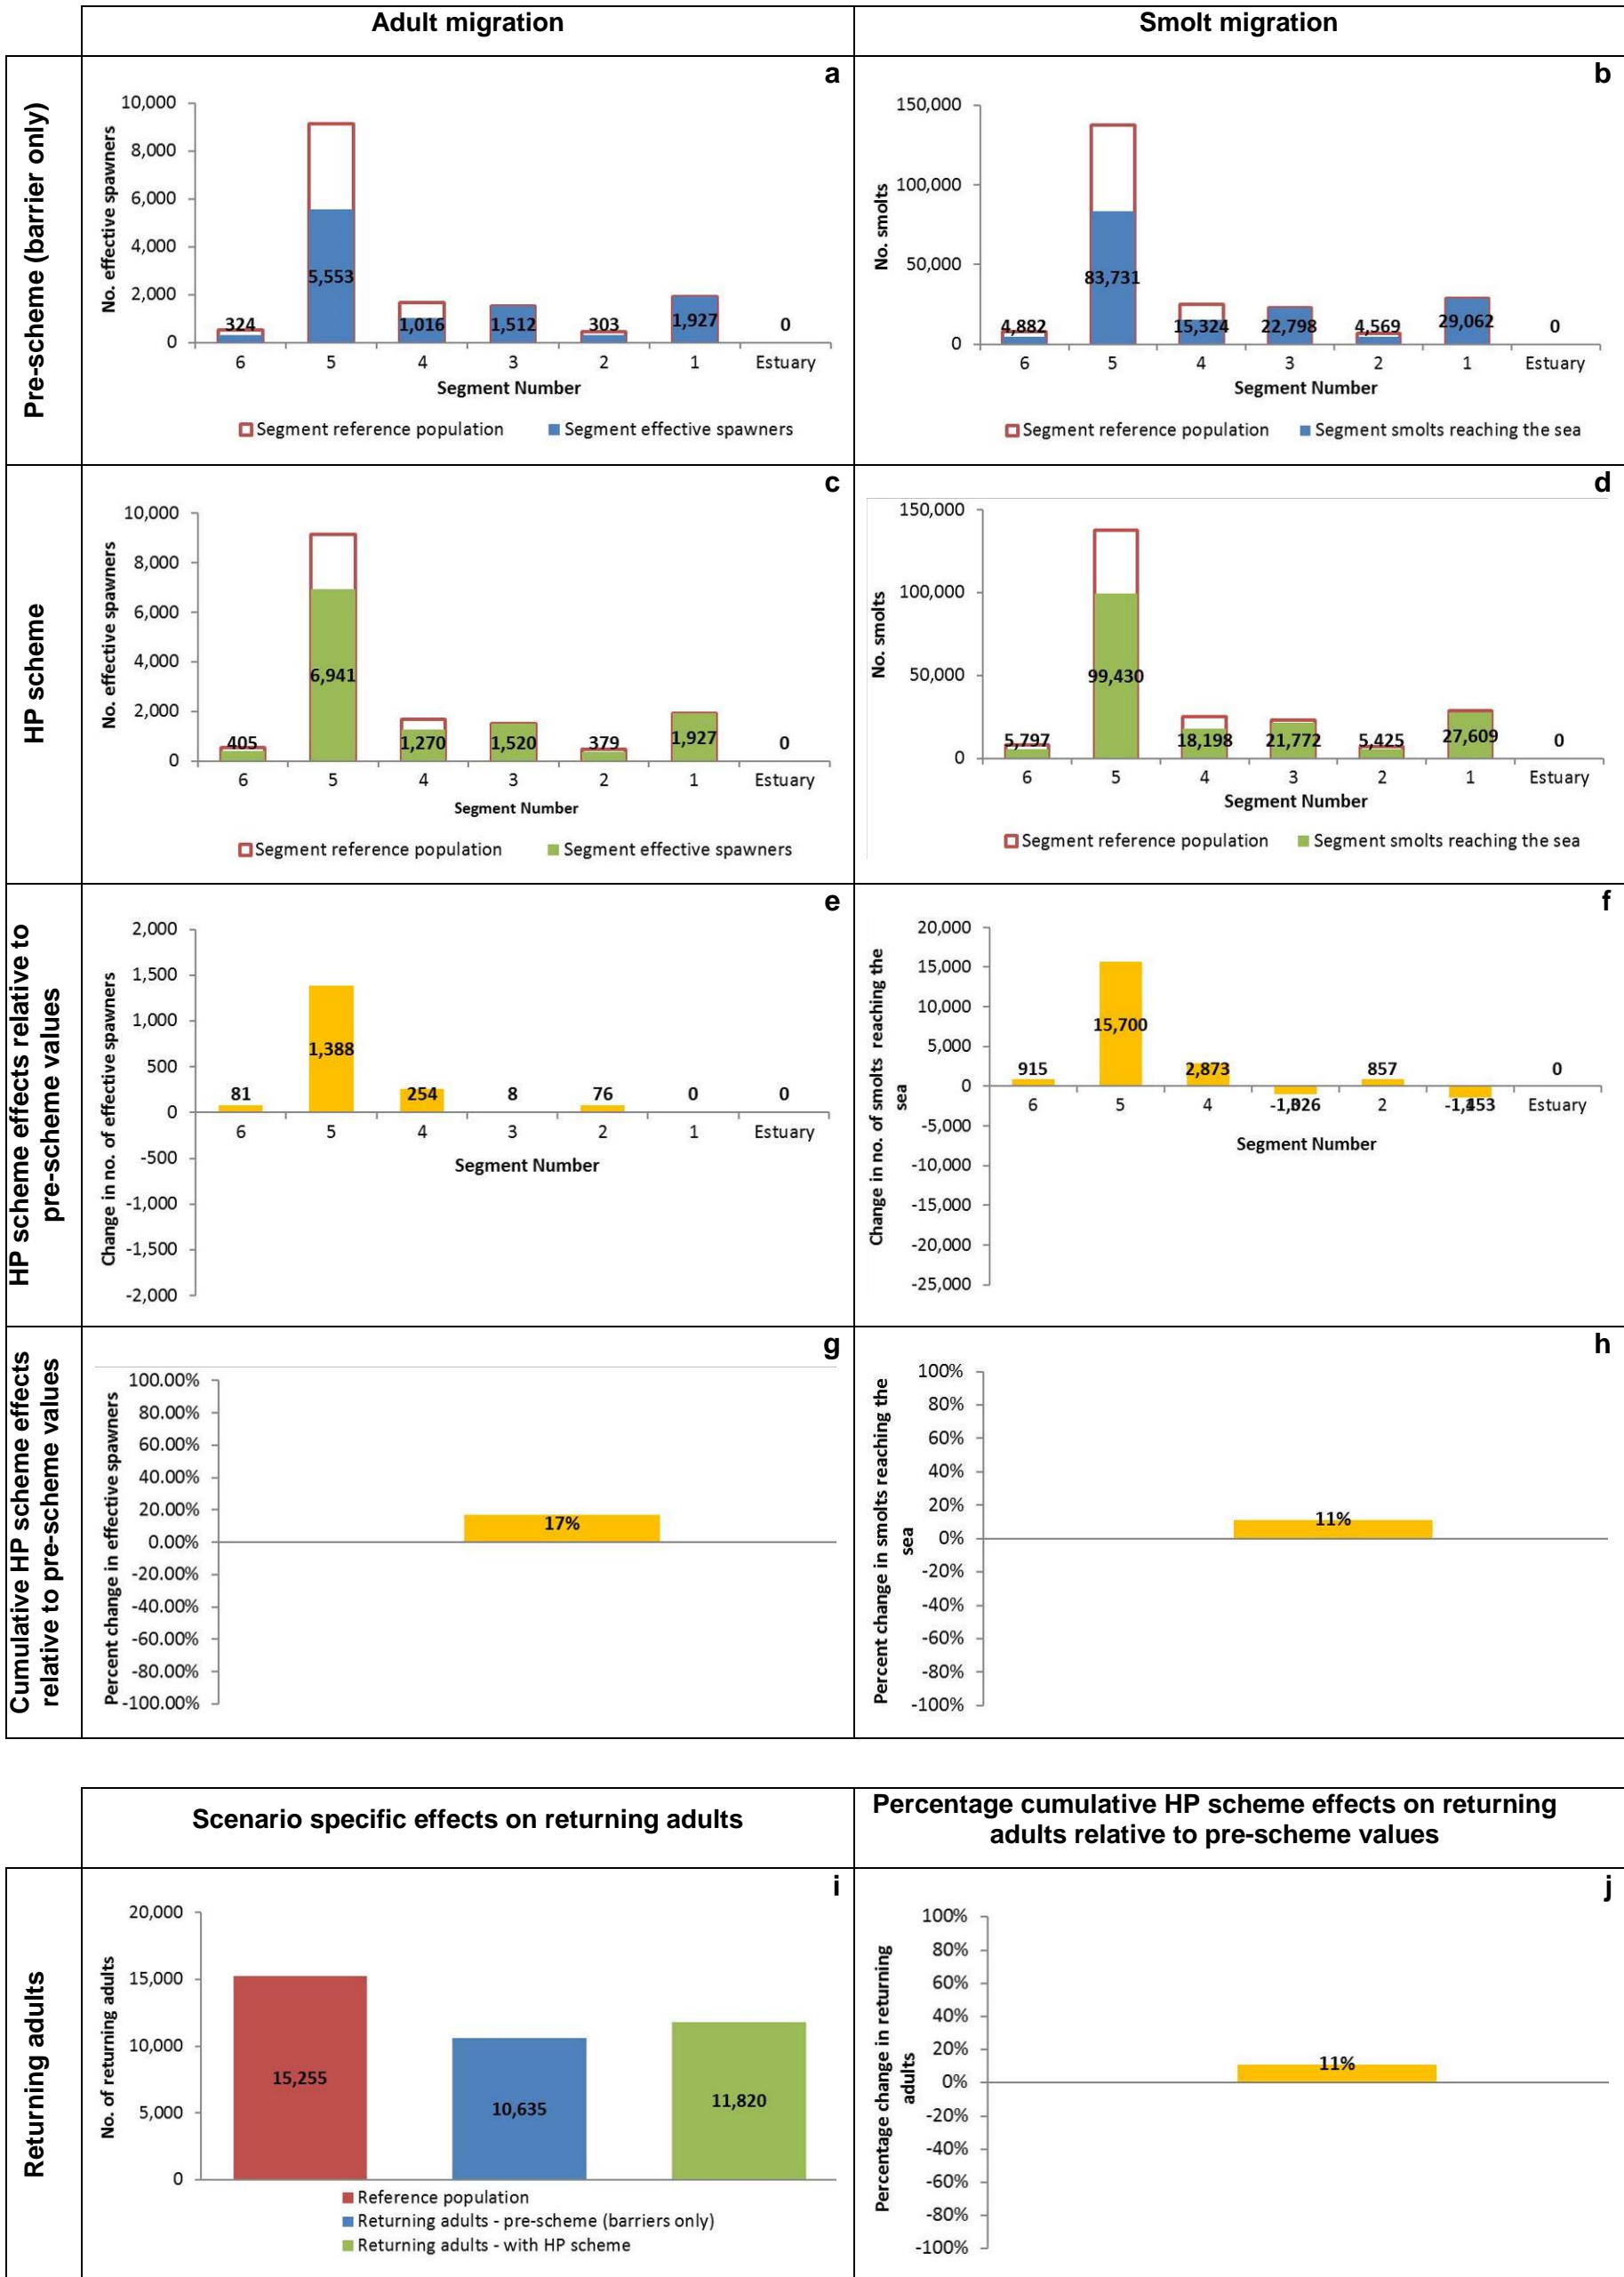 Adult migration
Smolt migration
Pre-scheme (barrier only)
a
No. effective spawners
10,000
8,000
6,000
4,000
2,000
0
324
5,553
1,016
1,512
303
1,927
0
6 5 4 3 2 1 Estuary
Segment Number
Segment reference population Segment effective spawners
b
No. smolts
150,000
100,000
50,000
0
4,882
83,731
15,324
22,798
4,569
29,062
0
6 5 4 3 2 1 Estuary
Segment Number
Segment reference population Segment smolts reaching the sea
HP scheme
c
No. effective spawners
10,000
8,000
6,000
4,000
2,000
0
405
6,941
1,270
1,520
379
1,927
0
6 5 4 3 2 1 Estuary
Segment Number
Segment reference population Segment effective spawners
d
No. smolts
150,000
100,000
50,000
0
5,797
99,430
18,198
21,772
5,425
27,609
0
6 5 4 3 2 1 Estuary
Segment Number
Segment reference population Segment smolts reaching the sea
HP scheme effects relative to
pre-scheme values
e
Change in no. of effective spawners
2,000
1,500
1,000
500
0
-500
-1,000
-1,500
-2,000
81
1,388
254
8
76
0
0
6 5 4 3 2 1 Estuary
Segment Number
f
Change in no. of smolts reaching the
sea
20,000
15,000
10,000
5,000
0
-5,000
-10,000
-15,000
-20,000
-25,000
915
15,700
2,873
-1,026
857
-1,453
0
6 5 4 3 2 1 Estuary
Segment Number
Cumulative HP scheme effects
relative to pre-scheme values
g
Percent change in effective spawners
100.00%
80.00%
60.00%
40.00%
20.00%
0.00%
-20.00%
-40.00%
-60.00%
-80.00%
-100.00%
17%
h
Percent change in smolts reaching the
sea
100%
80%
60%
40%
20%
0%
-20%
-40%
-60%
-80%
-100%
11%
Scenario specific effects on returning adults
Percentage cumulative HP scheme effects on returning
adults relative to pre-scheme values
Returning adults
i
No. of returning adults
20,000
15,000
10,000
5,000
0
15,255
10,635
11,820
Reference population
Returning adults - pre-scheme (barriers only)
Returning adults - with HP scheme
j
Percentage change in returning
adults
100%
80%
60%
40%
20%
0%
-20%
-40%
-60%
-80%
-100%
11%